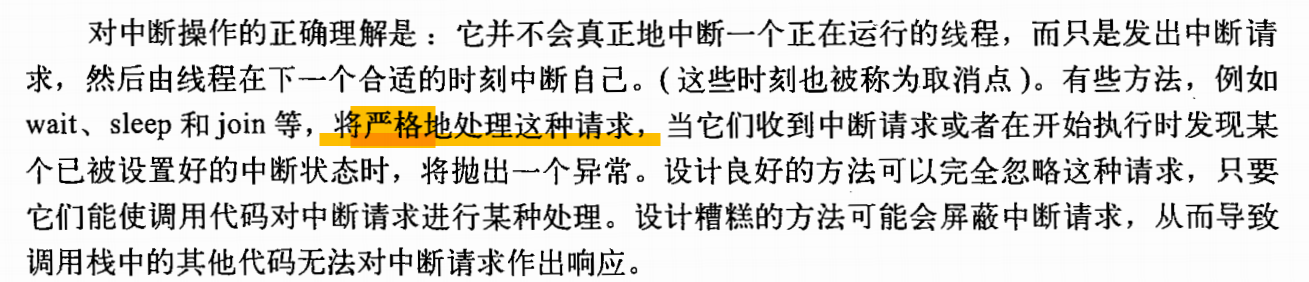 对中断操作的正确理解是：它并不会真正地中断一个正在运行的线程，而只是发出中断请
求，然后由线程在下一个合适的时刻中断自己。（这些时刻也被称为取消点）。有些方法，例如
wait、sleep 和 join 等，将严格地处理这种请求，当它们收到中断请求或者在开始执行时发现某
个已被设置好的中断状态时，将抛出一个异常。设计良好的方法可以完全忽略这种请求，只要
它们能使调用代码对中断请求进行某种处理。设计糟糕的方法可能会屏蔽中断请求，从而导致
调用栈中的其他代码无法对中断请求作出响应。